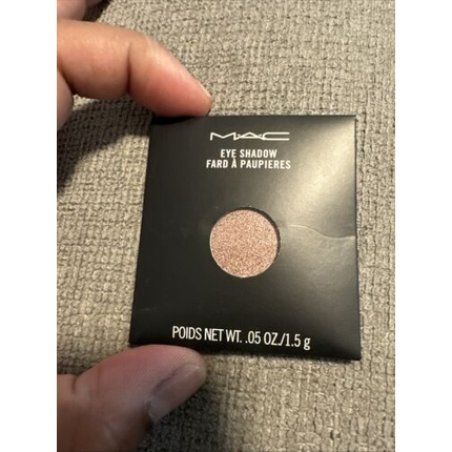 MAC
EYE SHADOW
FARD À PAUPIERES
POIDS NET WT. .05 OZ./1.5 g